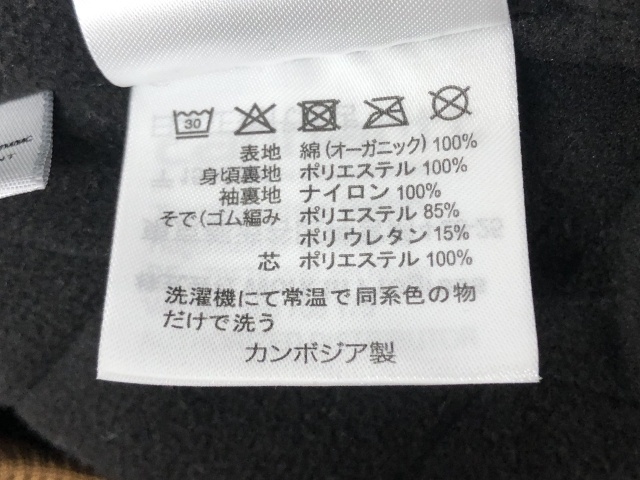 30
表地 綿(オーガニック)100%
身頃裏地 ポリエステル 100%
袖裏地 ナイロン 100%
そで(ゴム編み ポリエステル 85%
ポリウレタン 15%
芯 ポリエステル 100%
洗濯機にて常温で同系色の物
だけで洗う
カンボジア製